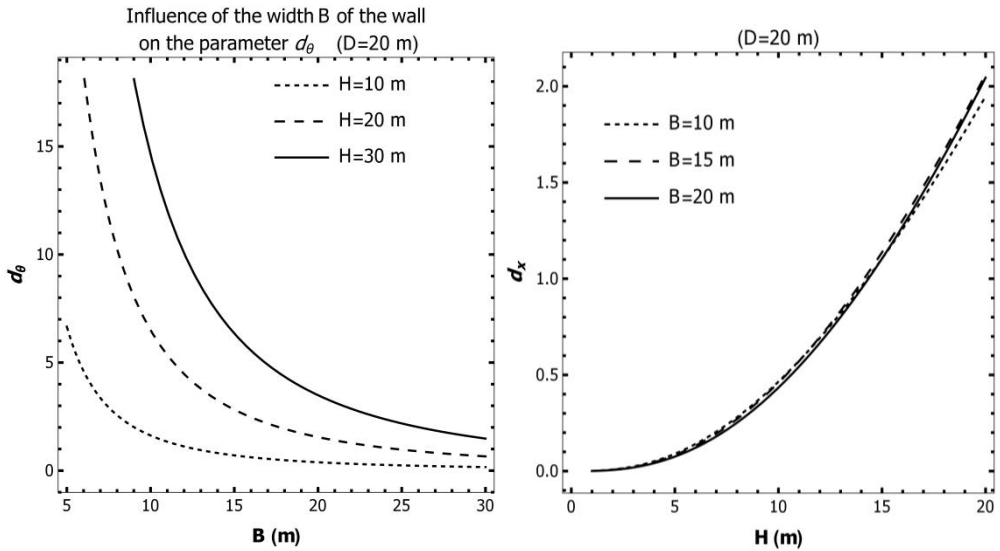 Influence of the width B of the wall
on the parameter dθ (D=20 m)
H=10 m
H=20 m
H=30 m
15
10
5
0
dθ
5 10 15 20 25 30
B (m)
(D=20 m)
B=10 m
B=15 m
B=20 m
2.0
1.5
1.0
0.5
0.0
dx
0 5 10 15 20
H (m)